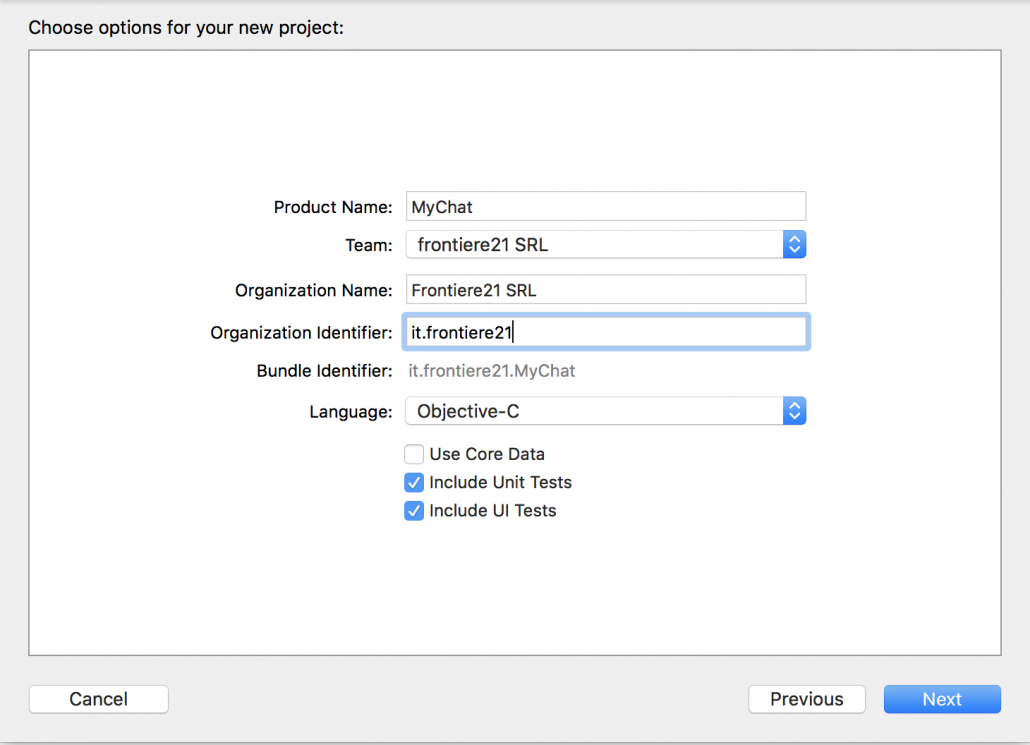 Choose options for your new project:
Product Name: MyChat
Team: frontiere21 SRL
Organization Name: Frontiere21 SRL
Organization Identifier: it.frontiere21
Bundle Identifier: it.frontiere21.MyChat
Language: Objective-C
Use Core Data
Include Unit Tests
Include UI Tests
Cancel Previous Next